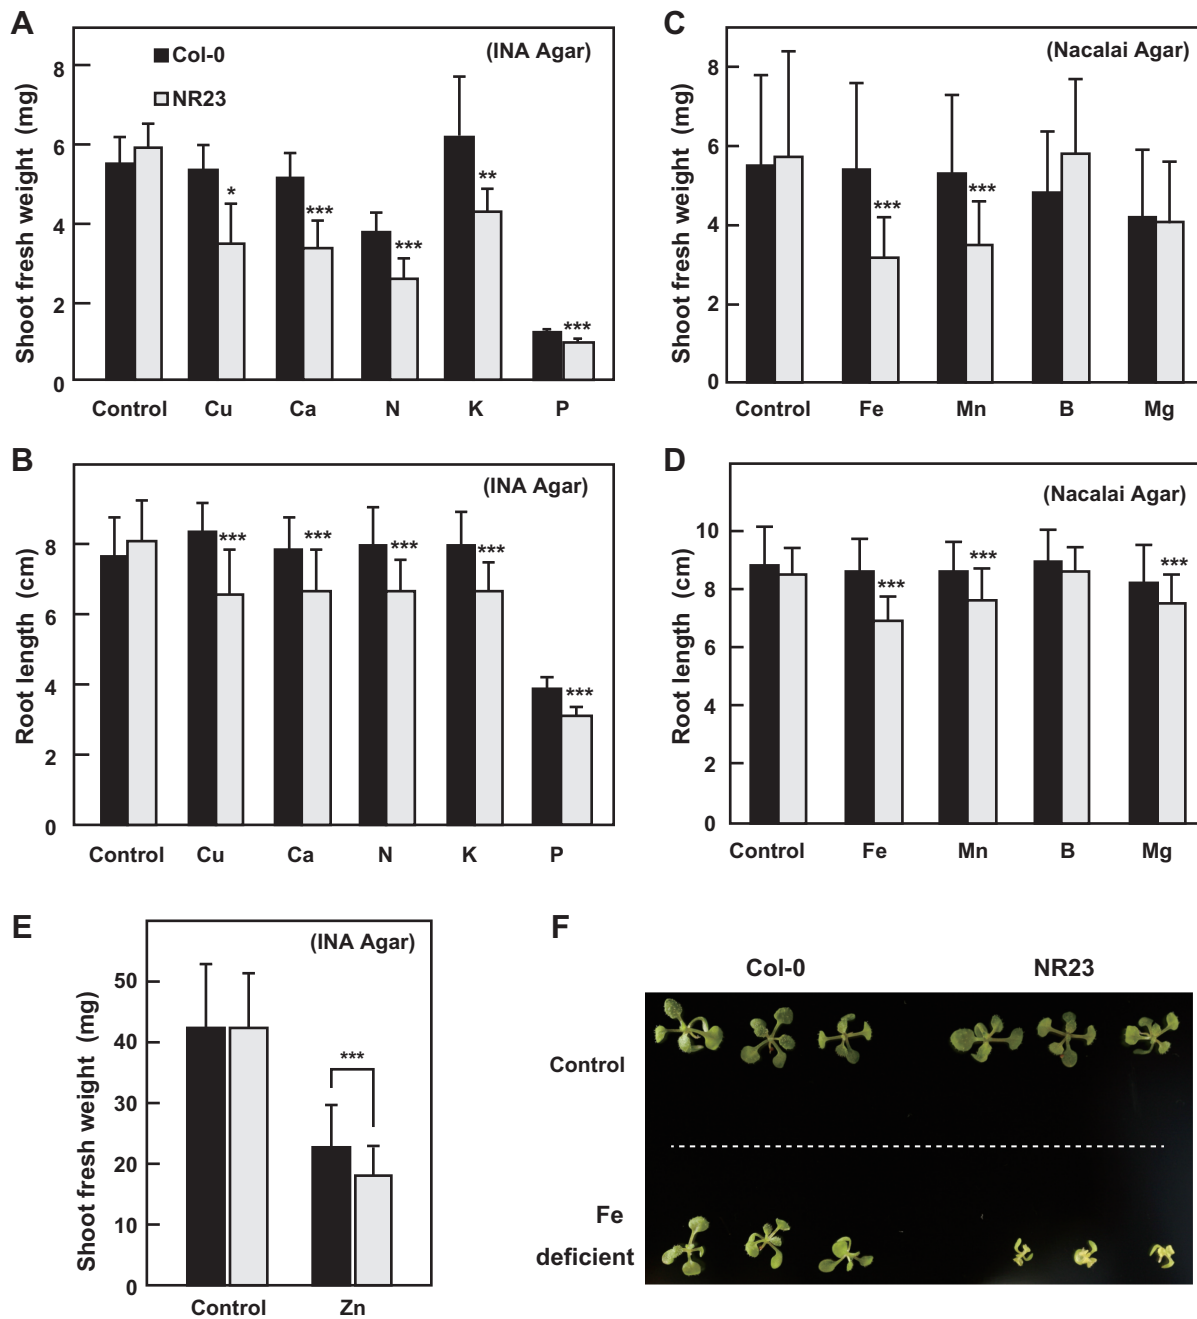 A
(INA Agar)
Col-0
NR23
Shoot fresh weight (mg)
8
6
4
2
0
* *** *** ** ***
Control Cu Ca N K P
C
(Nacalai Agar)
Shoot fresh weight (mg)
8
6
4
2
0
*** ***
Control Fe Mn B Mg
B
(INA Agar)
Root length (cm)
8
6
4
2
0
*** *** *** *** ***
Control Cu Ca N K P
D
(Nacalai Agar)
Root length (cm)
10
8
6
4
2
0
*** *** ***
Control Fe Mn B Mg
E
(INA Agar)
Shoot fresh weight (mg)
50
40
30
20
10
0
***
Control Zn
F
Col-0 NR23
Control
Fe
deficient